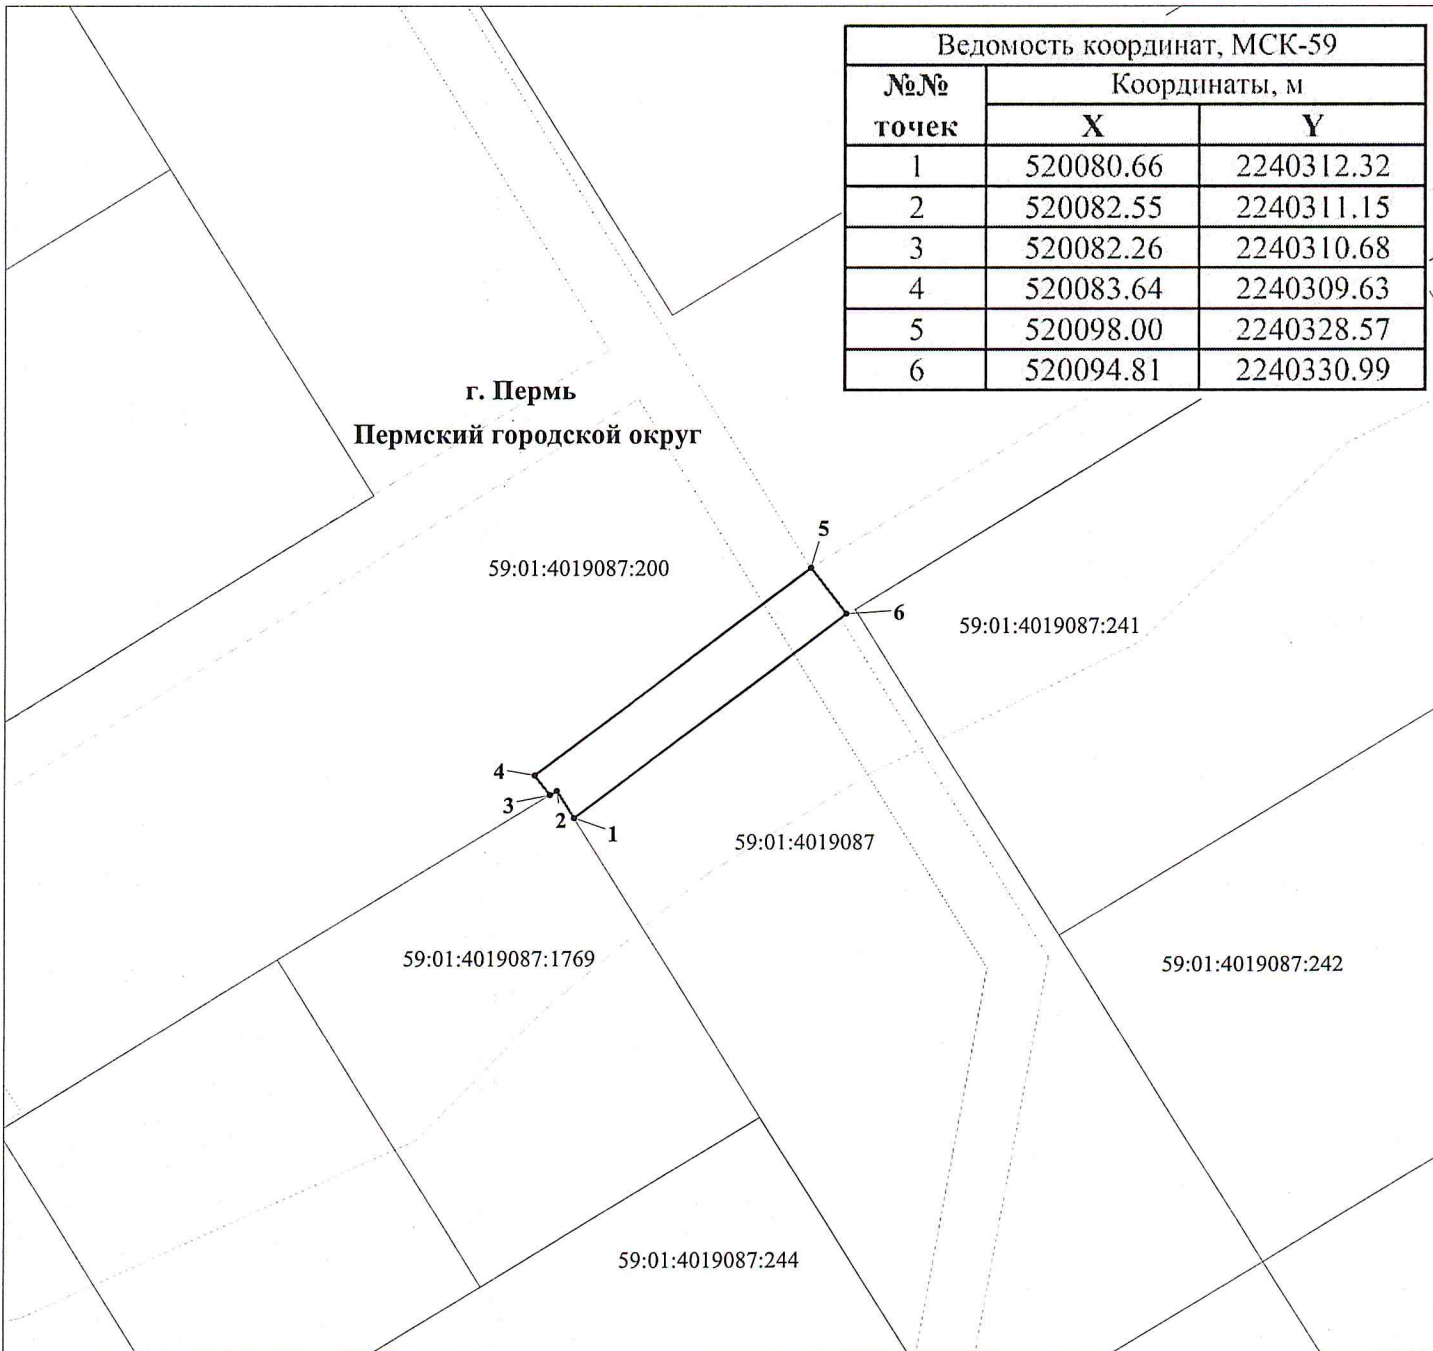 Ведомость координат, МСК-59
№№ точек
Координаты, м
X Y
1 520080.66 2240312.32
2 520082.55 2240311.15
3 520082.26 2240310.68
4 520083.64 2240309.63
5 520098.00 2240328.57
6 520094.81 2240330.99
г. Пермь
Пермский городской округ
5
59:01:4019087:200
6
59:01:4019087:241
4
3
2
1
59:01:4019087
59:01:4019087:1769
59:01:4019087:242
59:01:4019087:244